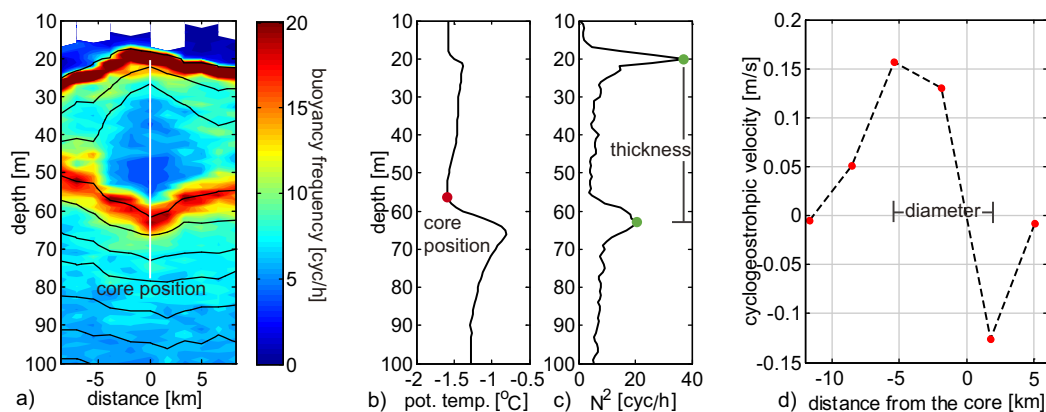 10
20
30
40
50
60
70
80
90
100
depth [m]
-5
0
5
distance [km]
core position
a)
20
15
10
5
0
buoyancy frequency [cyc/h]
10
20
30
40
50
60
70
80
90
100
depth [m]
core
position
-2
-1.5
-1
-0.5
b)
pot. temp. [°C]
thickness
0
20
40
c)
N² [cyc/h]
0.2
0.15
0.1
0.05
0
-0.05
-0.1
-0.15
cyclogeostrohpic velocity [m/s]
diameter
-10
-5
0
5
d)
distance from the core [km]